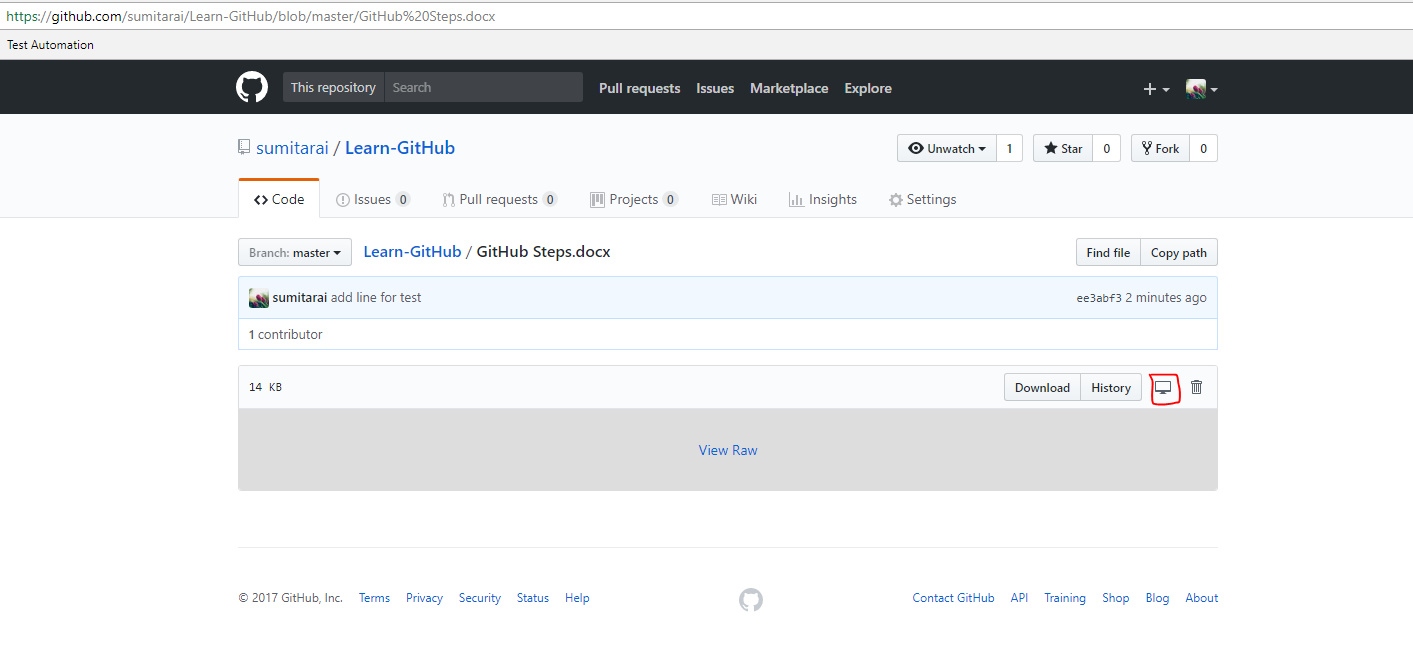 https://github.com/sumitarai/Learn-GitHub/blob/master/GitHub%20Steps.docx
Test Automation
This repository Search Pull requests Issues Marketplace Explore
sumitarai / Learn-GitHub Unwatch 1 Star 0 Fork 0
Code Issues 0 Pull requests 0 Projects 0 Wiki Insights Settings
Branch: master Learn-GitHub / GitHub Steps.docx Find file Copy path
sumitarai add line for test ee3abf3 2 minutes ago
1 contributor
14 KB Download History
View Raw
© 2017 GitHub, Inc. Terms Privacy Security Status Help Contact GitHub API Training Shop Blog About